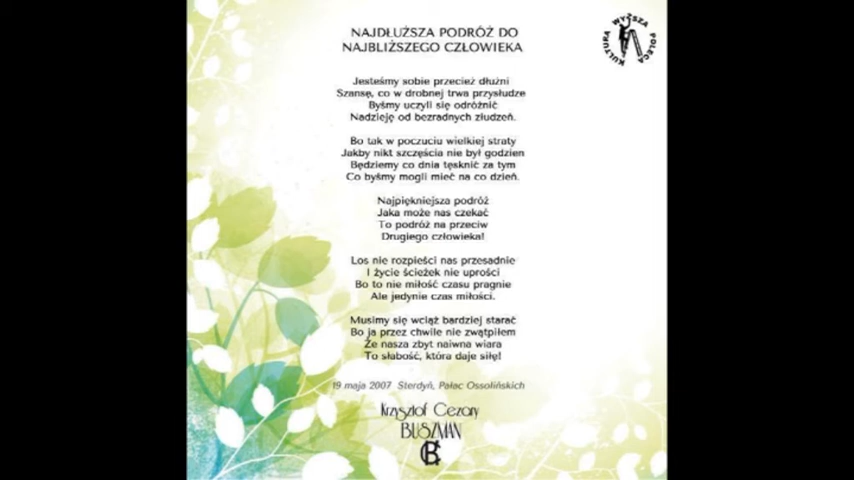 NAJDŁUŻSZA PODRÓŻ DO
NAJBLIŻSZEGO CZŁOWIEKA
KULTURA WYŻSZA POLECA
Jesteśmy sobie przecież dłużni
Szansę, co w drobnej trwa przysłudze
Byśmy uczyli się odróżnić
Nadzieję od bezradnych złudzeń.
Bo tak w poczuciu wielkiej straty
Jakby nikt szczęścia nie był godzien
Będziemy co dnia tęsknić za tym
Co byśmy mogli mieć na co dzień.
Najpiękniejsza podróż
Jaka może nas czekać
To podróż na przeciw
Drugiego człowieka!
Los nie rozpieści nas przesadnie
I życie ścieżek nie uprości
Bo to nie miłość czasu pragnie
Ale jedynie czas miłości.
Musimy się wciąż bardziej starać
Bo ja przez chwile nie zwątpiłem
Że nasza zbyt naiwna wiara
To słabość, która daje siłę!
19 maja 2007 Sterdyń, Pałac Ossolińskich
Krzysztof Cezary
BUSZMAN